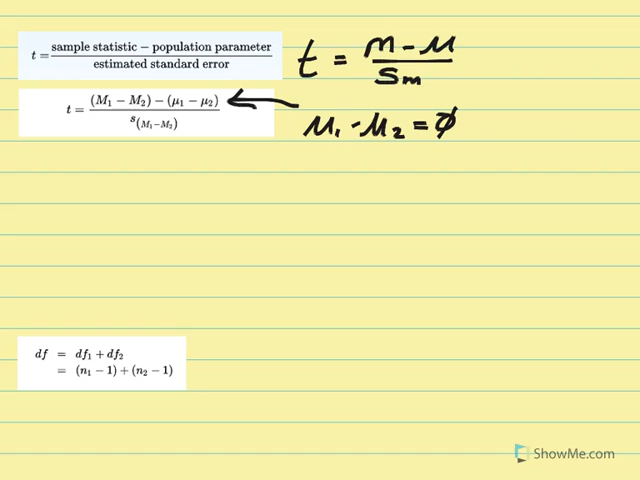 t = sample statistic − population parameter / estimated standard error
t = M − μ / sM
t = (M₁ − M₂) − (μ₁ − μ₂) / s(M₁−M₂)
μ₁ − μ₂ = ∅
df = df₁ + df₂
= (n₁ − 1) + (n₂ − 1)
ShowMe.com